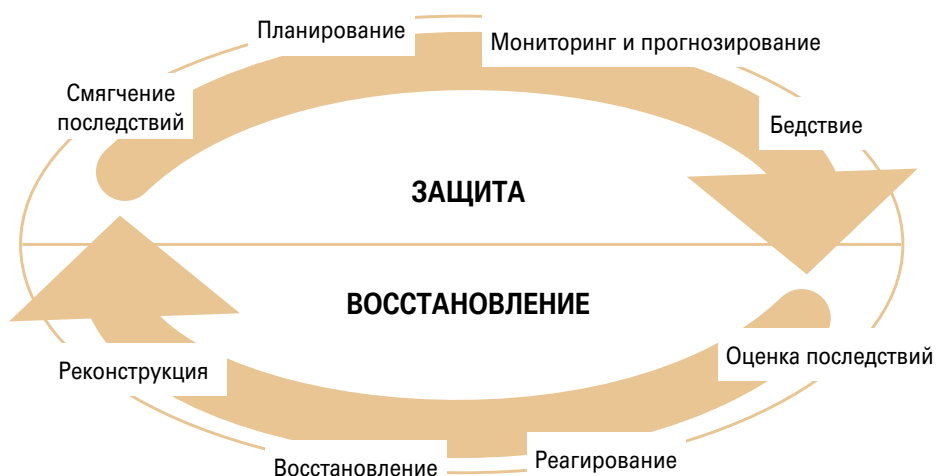 Планирование
Мониторинг и прогнозирование
Смягчение
последствий
Бедствие
ЗАЩИТА
ВОССТАНОВЛЕНИЕ
Оценка последствий
Реконструкция
Реагирование
Восстановление